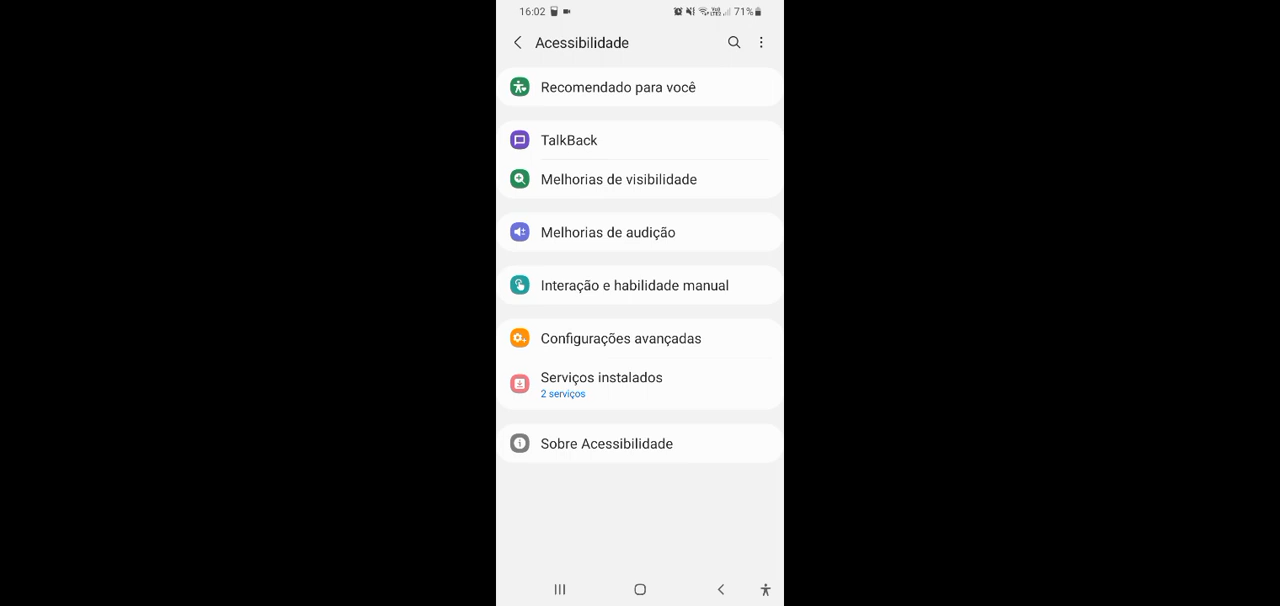 16:02 71%
Acessibilidade
Recomendado para você
TalkBack
Melhorias de visibilidade
Melhorias de audição
Interação e habilidade manual
Configurações avançadas
Serviços instalados
2 serviços
Sobre Acessibilidade